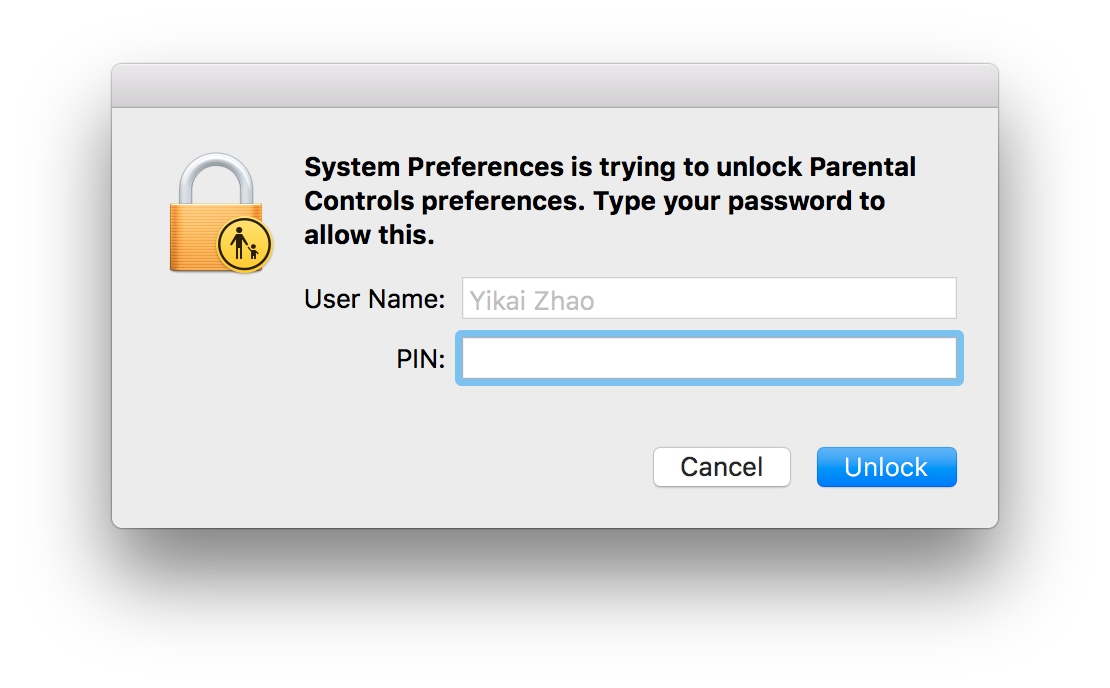 System Preferences is trying to unlock Parental
Controls preferences. Type your password to
allow this.
User Name: Yikai Zhao
PIN:
Cancel Unlock